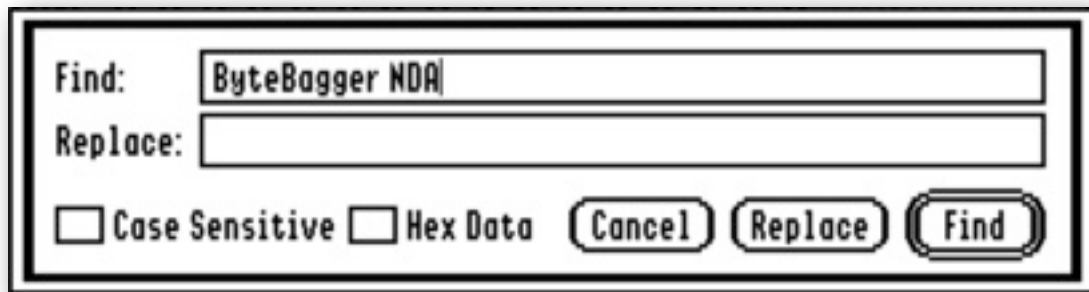 Find: ByteBagger NDA
Replace:
Case Sensitive Hex Data Cancel Replace Find